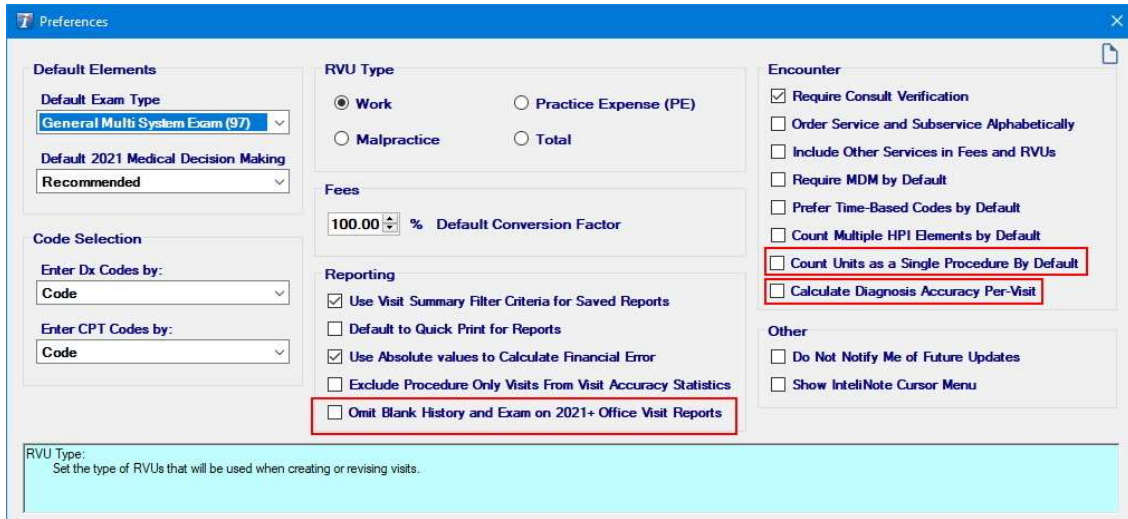 Preferences
Default Elements
Default Exam Type
General Multi System Exam (97)
Default 2021 Medical Decision Making
Recommended
Code Selection
Enter Dx Codes by:
Code
Enter CPT Codes by:
Code
RVU Type
Work
Practice Expense (PE)
Malpractice
Total
Fees
100.00 % Default Conversion Factor
Reporting
Use Visit Summary Filter Criteria for Saved Reports
Default to Quick Print for Reports
Use Absolute values to Calculate Financial Error
Exclude Procedure Only Visits From Visit Accuracy Statistics
Omit Blank History and Exam on 2021+ Office Visit Reports
Encounter
Require Consult Verification
Order Service and Subservice Alphabetically
Include Other Services in Fees and RVUs
Require MDM by Default
Prefer Time-Based Codes by Default
Count Multiple HPI Elements by Default
Count Units as a Single Procedure By Default
Calculate Diagnosis Accuracy Per-Visit
Other
Do Not Notify Me of Future Updates
Show InteliNote Cursor Menu
RVU Type:
Set the type of RVUs that will be used when creating or revising visits.